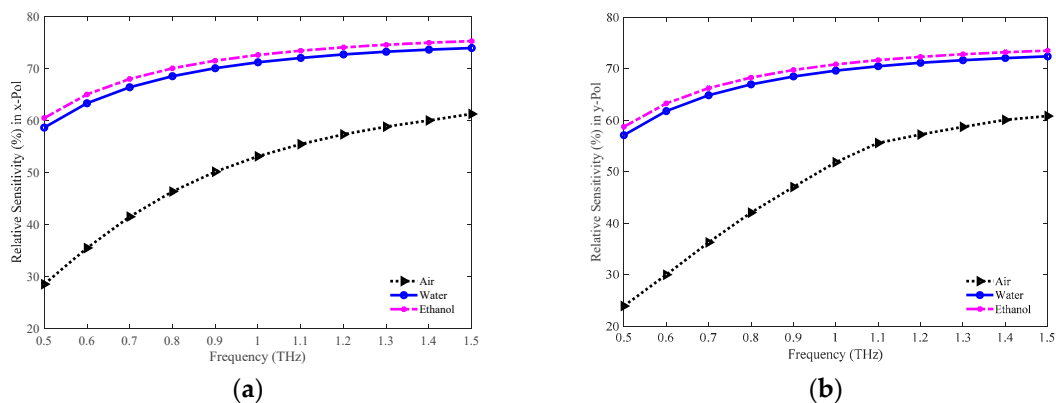 80
70
60
50
40
30
20
Relative Sensitivity (%) in x-Pol
Air
Water
Ethanol
0.5 0.6 0.7 0.8 0.9 1 1.1 1.2 1.3 1.4 1.5
Frequency (THz)
(a)
80
70
60
50
40
30
20
Relative Sensitivity (%) in y-Pol
Air
Water
Ethanol
0.5 0.6 0.7 0.8 0.9 1 1.1 1.2 1.3 1.4 1.5
Frequency (THz)
(b)